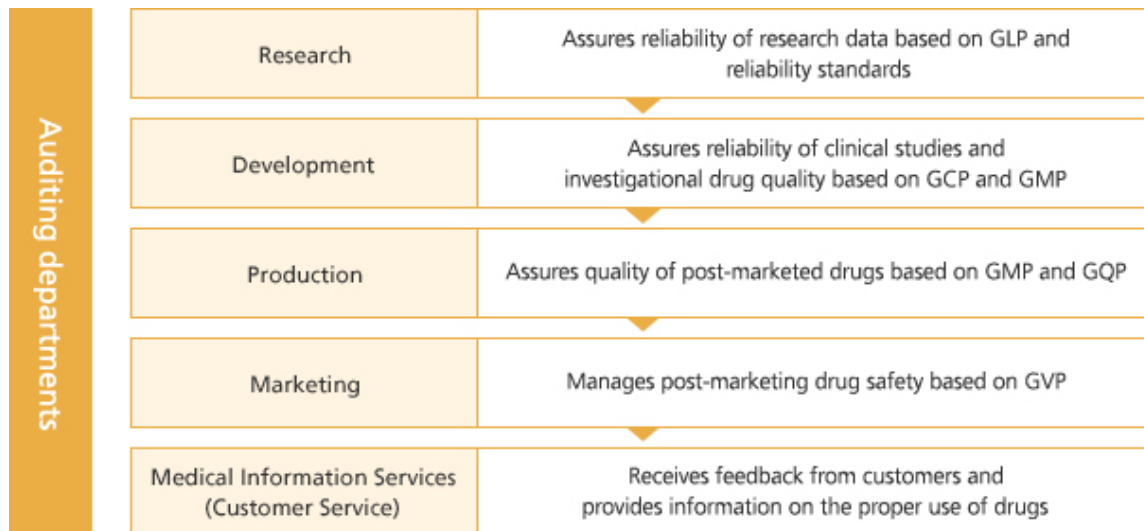 Auditing departments
Research
Assures reliability of research data based on GLP and
reliability standards
Development
Assures reliability of clinical studies and
investigational drug quality based on GCP and GMP
Production
Assures quality of post-marketed drugs based on GMP and GQP
Marketing
Manages post-marketing drug safety based on GVP
Medical Information Services
(Customer Service)
Receives feedback from customers and
provides information on the proper use of drugs